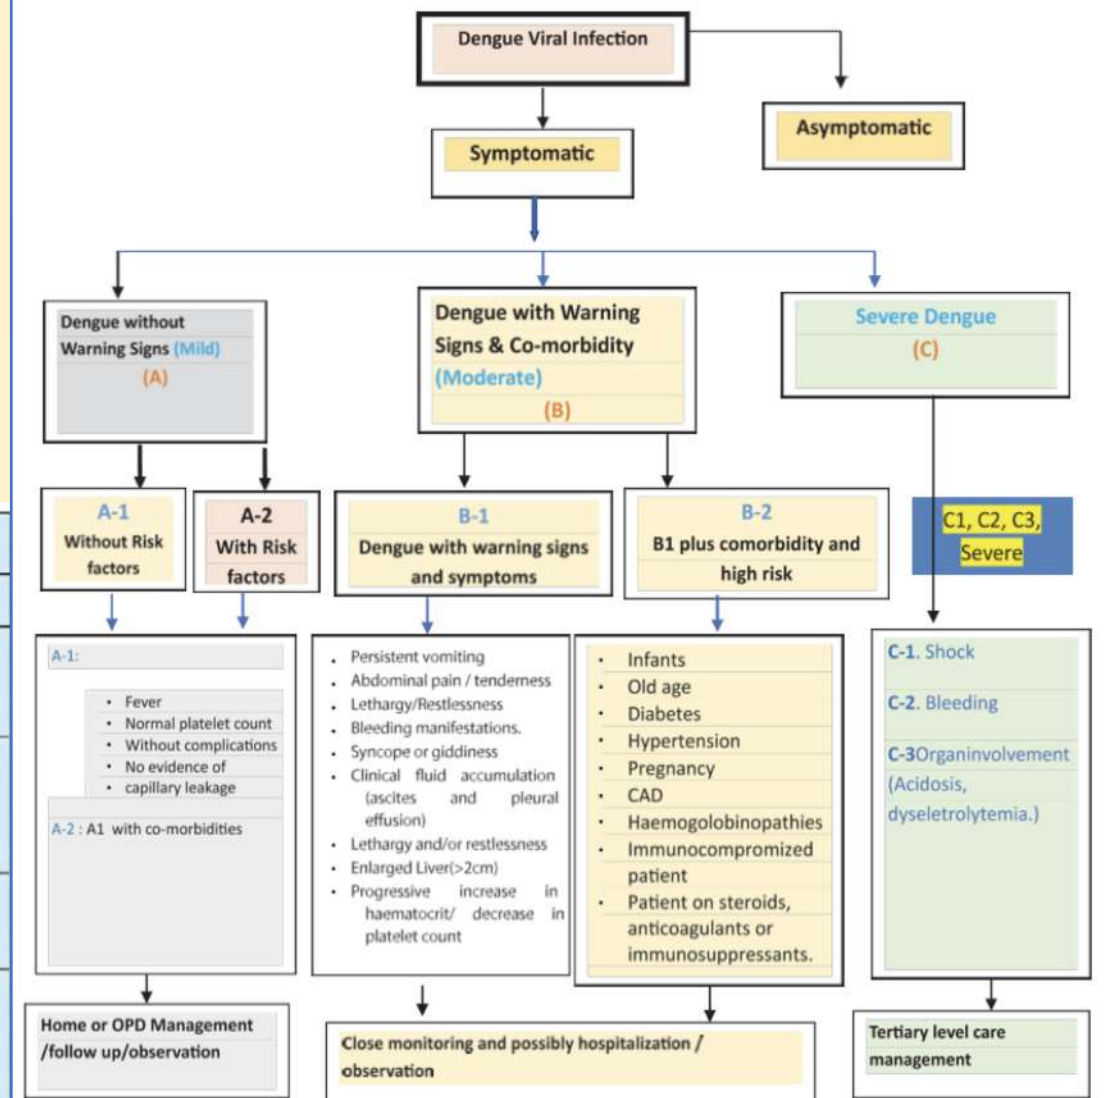 Dengue Viral Infection
Asymptomatic
Symptomatic
Dengue without
Warning Signs (Mild)
(A)
Dengue with Warning
Signs & Co-morbidity
(Moderate)
(B)
Severe Dengue
(C)
A-1
Without Risk
factors
A-2
With Risk
factors
B-1
Dengue with warning signs
and symptoms
B-2
B1 plus comorbidity and
high risk
C1, C2, C3,
Severe
A-1:
• Fever
• Normal platelet count
• Without complications
• No evidence of
• capillary leakage
A-2 : A1 with co-morbidities
• Persistent vomiting
• Abdominal pain / tenderness
• Lethargy/Restlessness
• Bleeding manifestations.
• Syncope or giddiness
• Clinical fluid accumulation
(ascites and pleural
effusion)
• Lethargy and/or restlessness
• Enlarged Liver(>2cm)
• Progressive increase in
haematocrit/ decrease in
platelet count
• Infants
• Old age
• Diabetes
• Hypertension
• Pregnancy
• CAD
• Haemogolobinopathies
• Immunocompromized
patient
• Patient on steroids,
anticoagulants or
immunosuppressants.
C-1. Shock
C-2. Bleeding
C-3Organinvolvement
(Acidosis,
dyseletrolytemia.)
Home or OPD Management
/follow up/observation
Close monitoring and possibly hospitalization /
observation
Tertiary level care
management